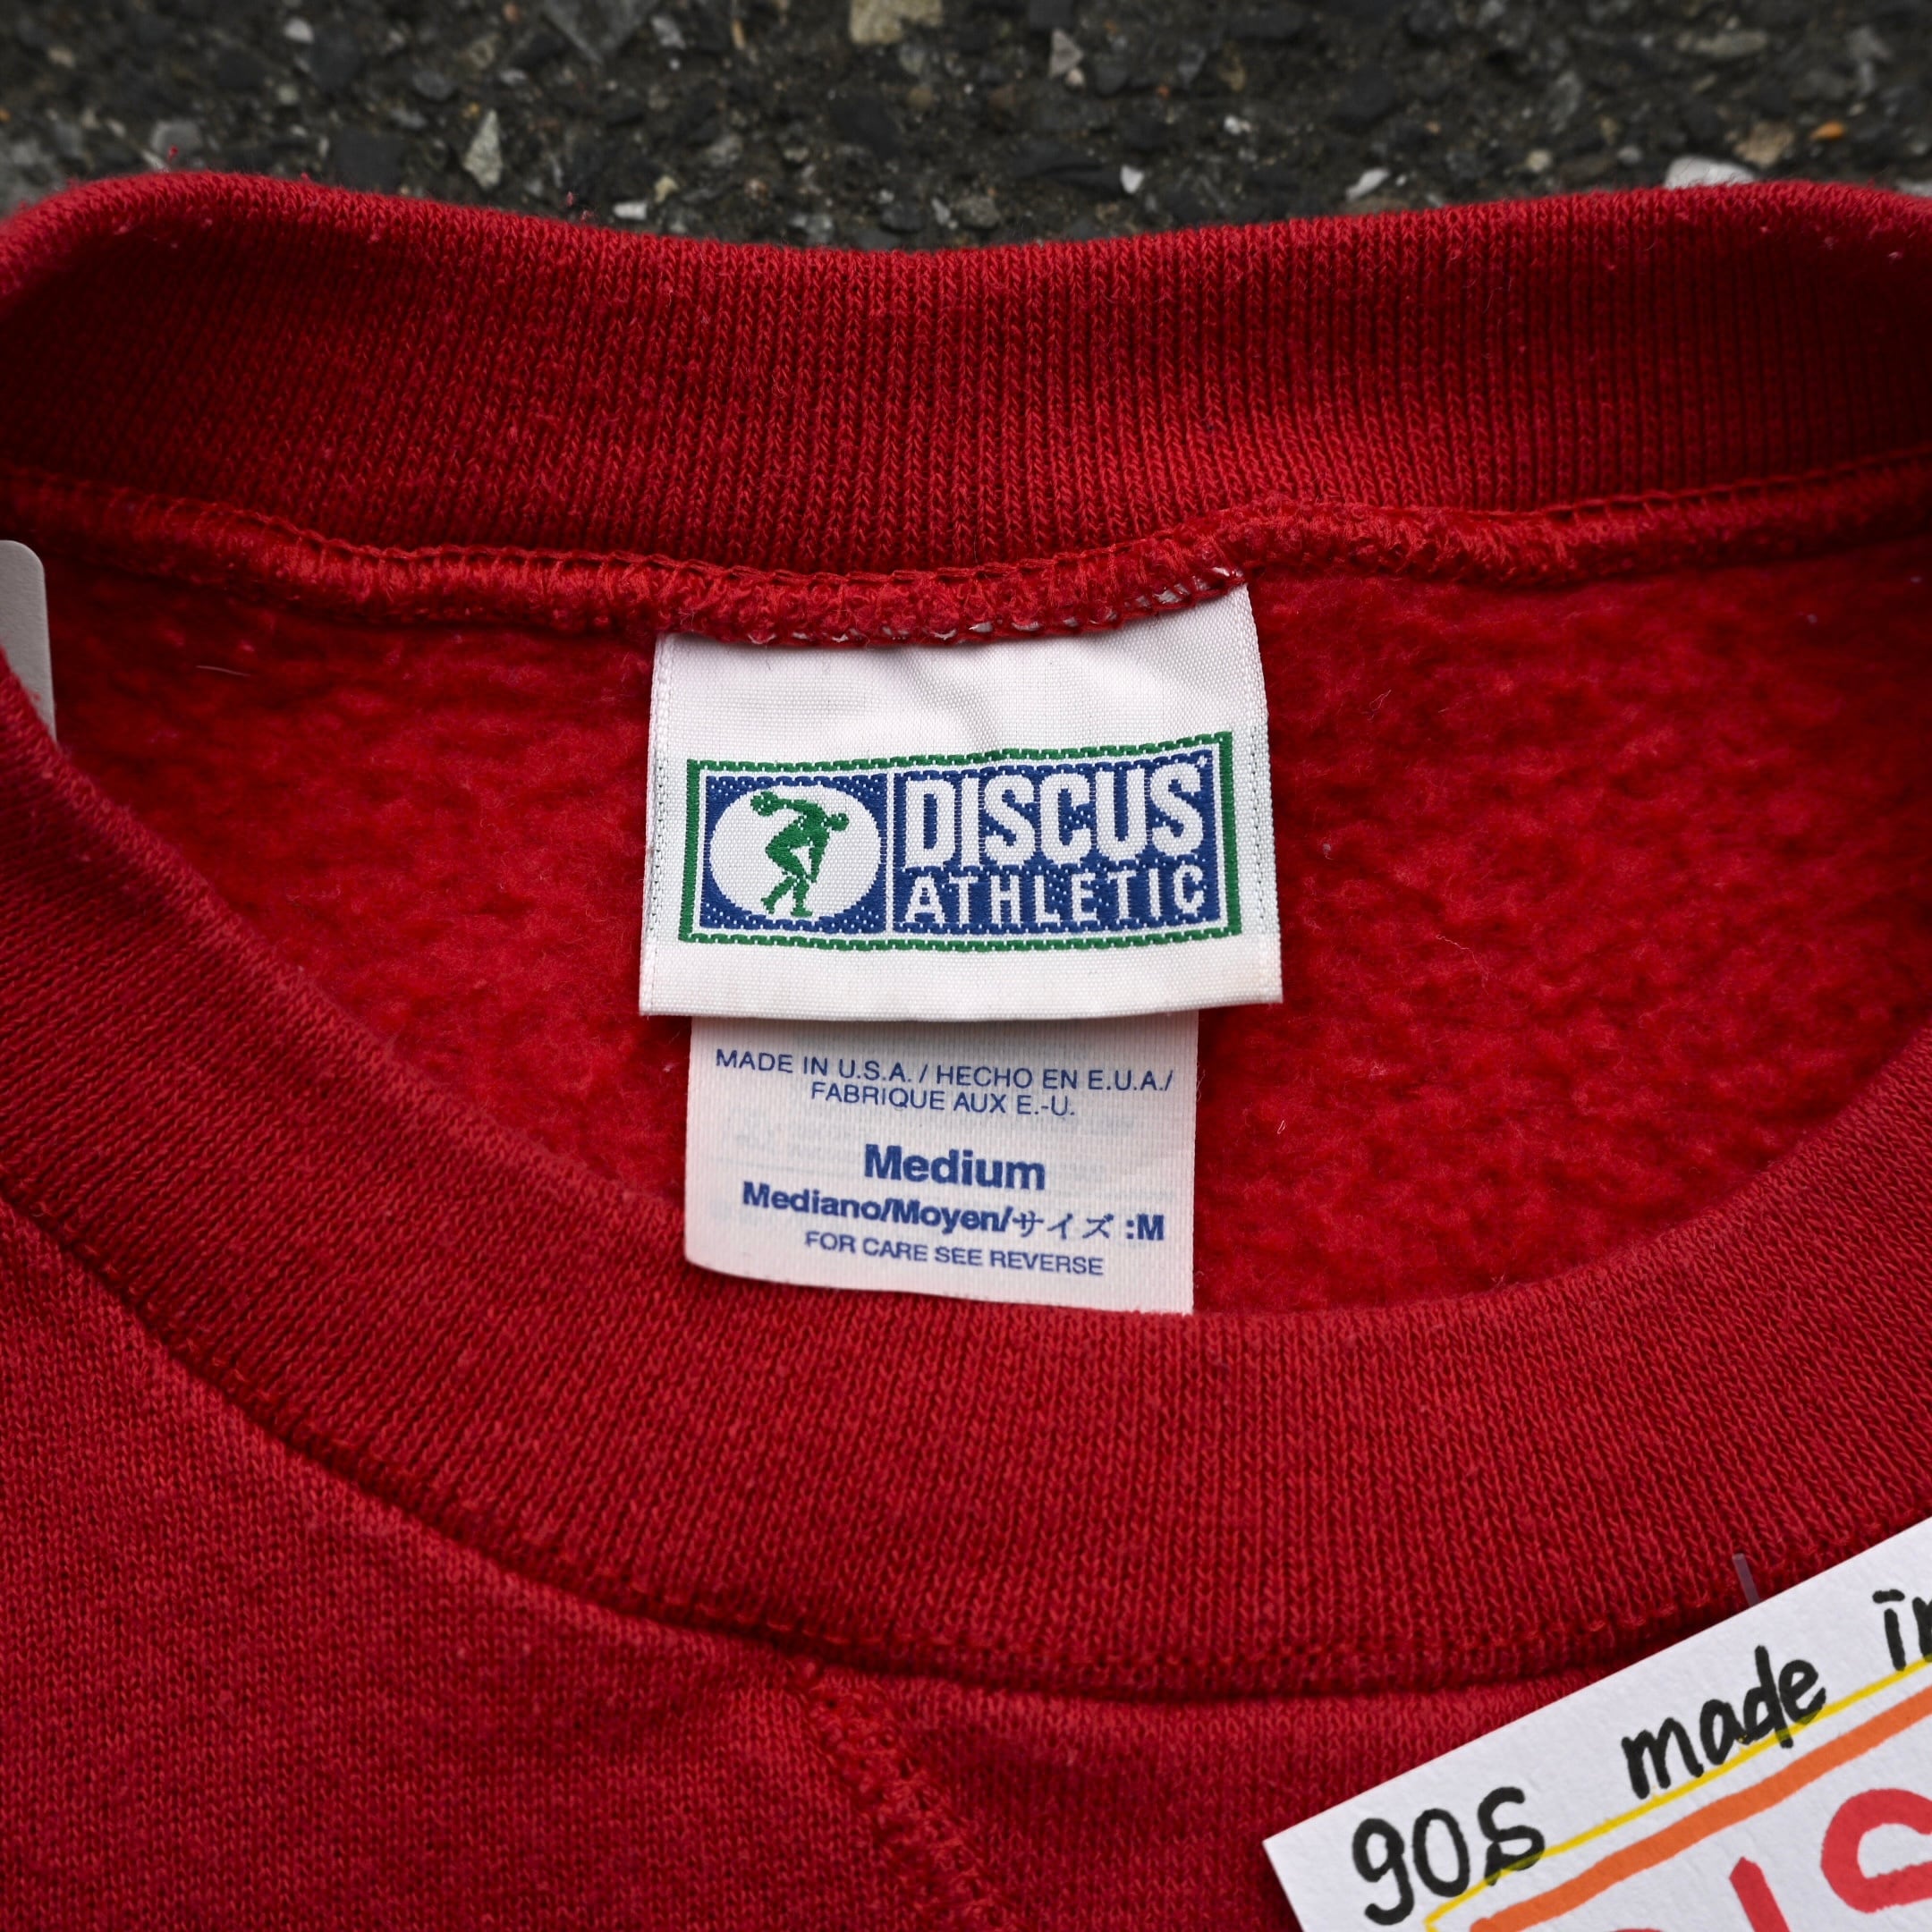 DISCUS
ATHLETIC
MADE IN U.S.A. / HECHO EN E.U.A./
FABRIQUE AUX E.-U.
Medium
Mediano/Moyen/サイズ :M
FOR CARE SEE REVERSE
90s made in